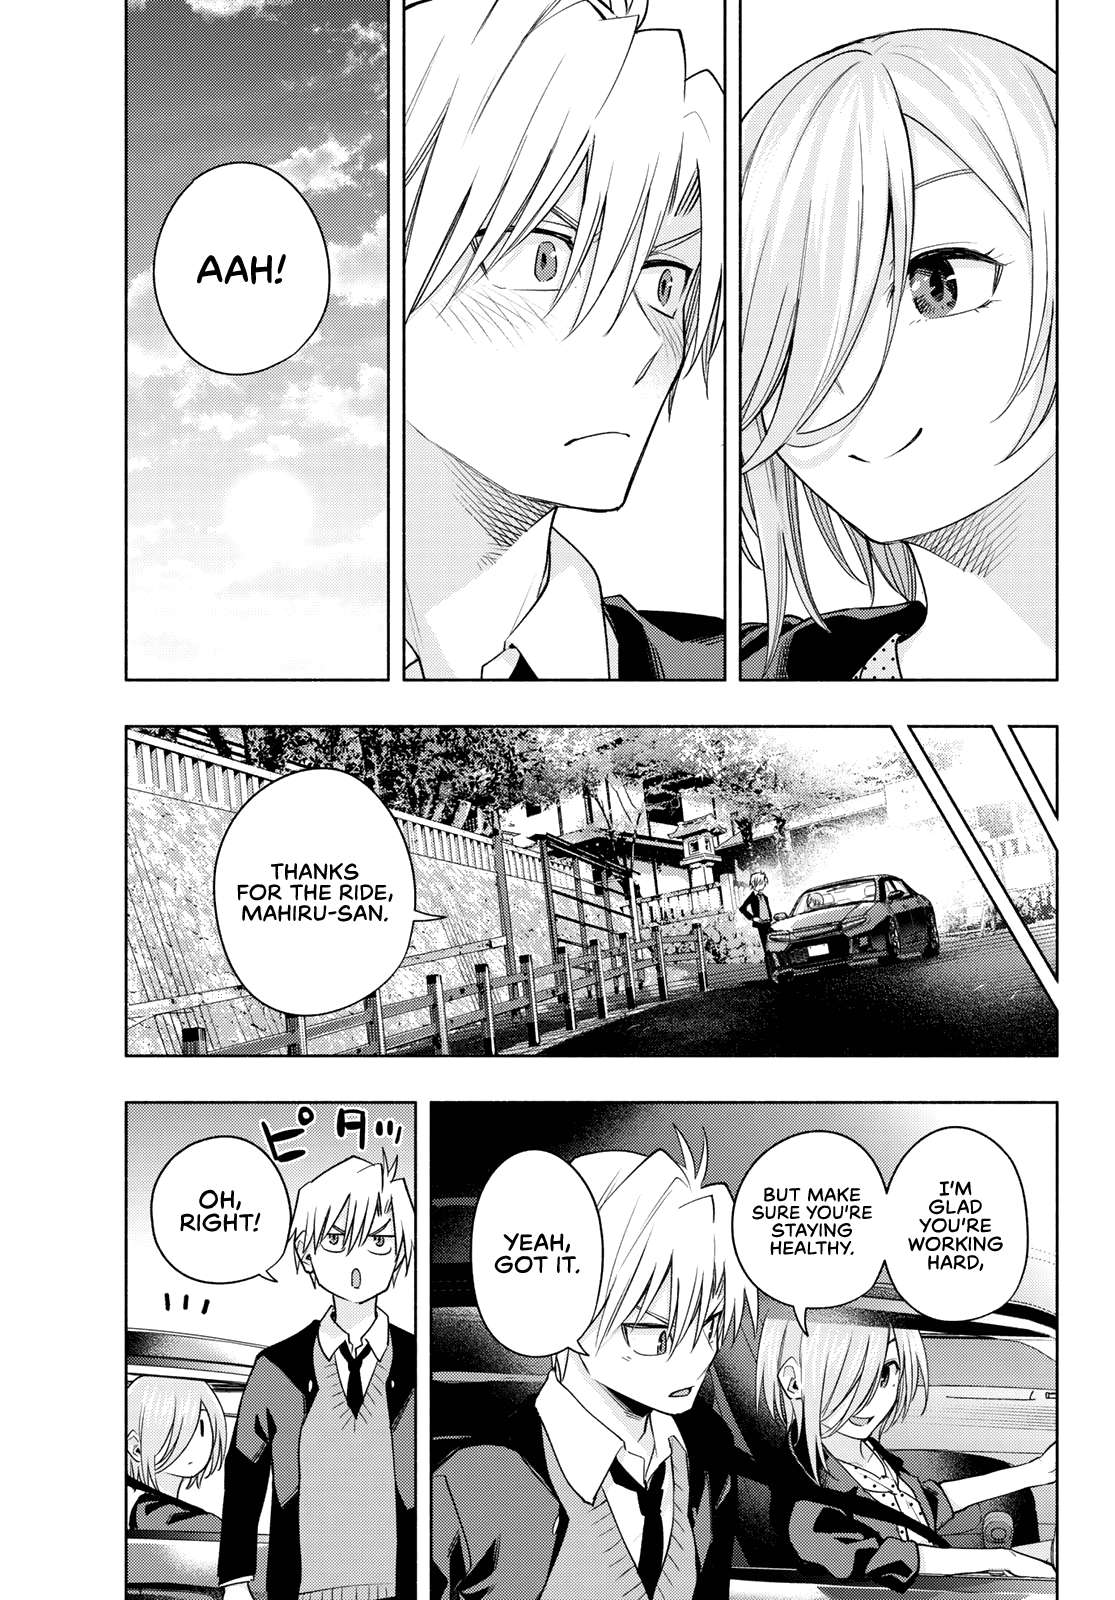 AAH!
THANKS
FOR THE RIDE,
MAHIRU-SAN.
I'M
GLAD
YOU'RE
WORKING
HARD,
BUT MAKE
SURE YOU'RE
STAYING
HEALTHY.
YEAH,
GOT IT.
ピタッ
OH,
RIGHT!